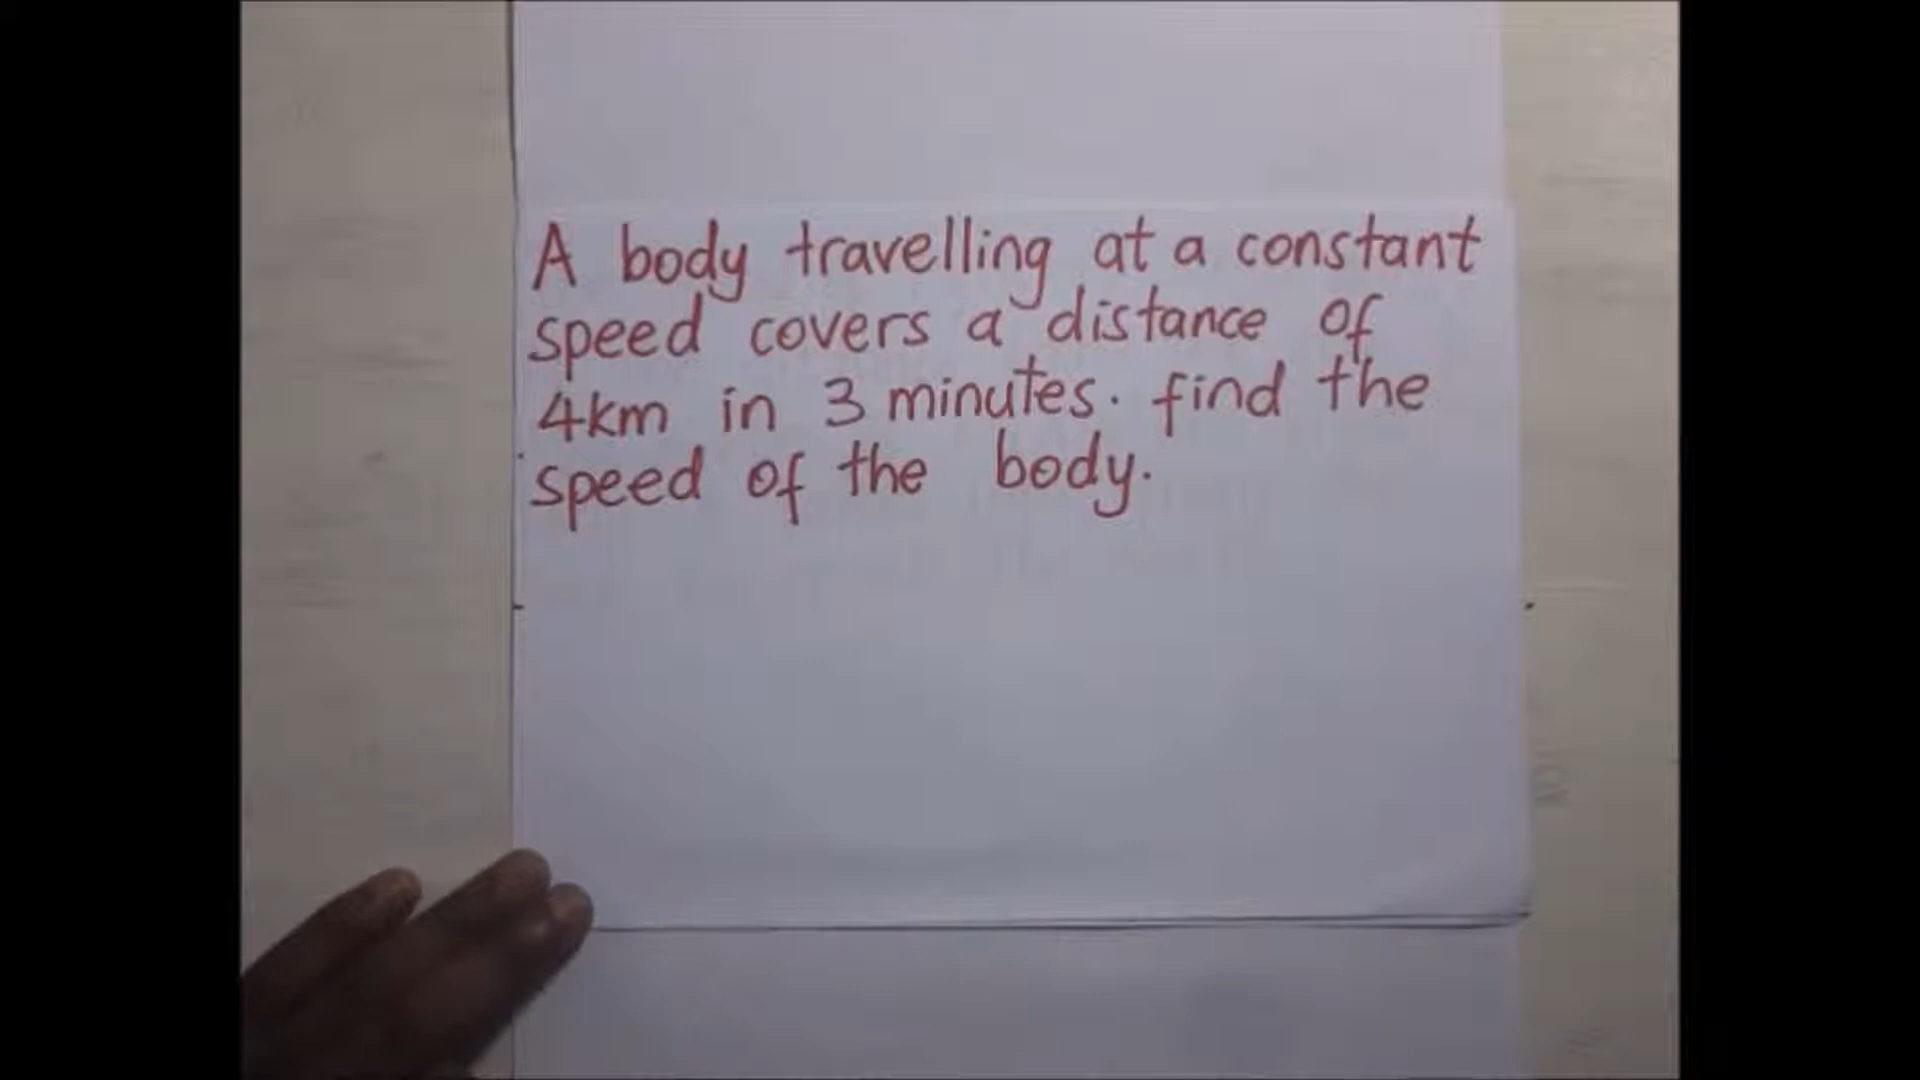 A body travelling at a constant
speed covers a distance of
4km in 3 minutes. find the
speed of the body.